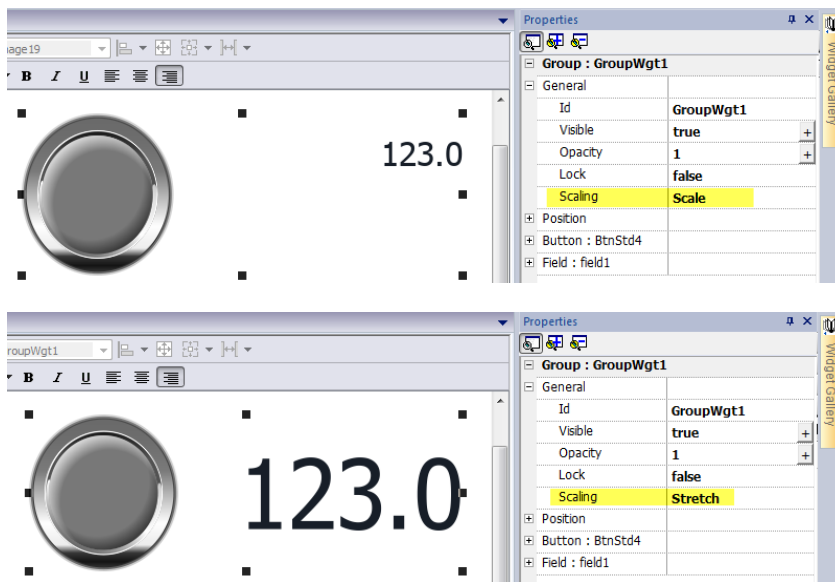 Properties
nage19
B I U
Group : GroupWgt1
General
Id GroupWgt1
Visible true +
Opacity 1 +
Lock false
Scaling Scale
Position
Button : BtnStd4
Field : field1
123.0
Widget Gallery
Properties
roupWgt1
B I U
Group : GroupWgt1
General
Id GroupWgt1
Visible true +
Opacity 1 +
Lock false
Scaling Stretch
Position
Button : BtnStd4
Field : field1
123.0
Widget Gallery